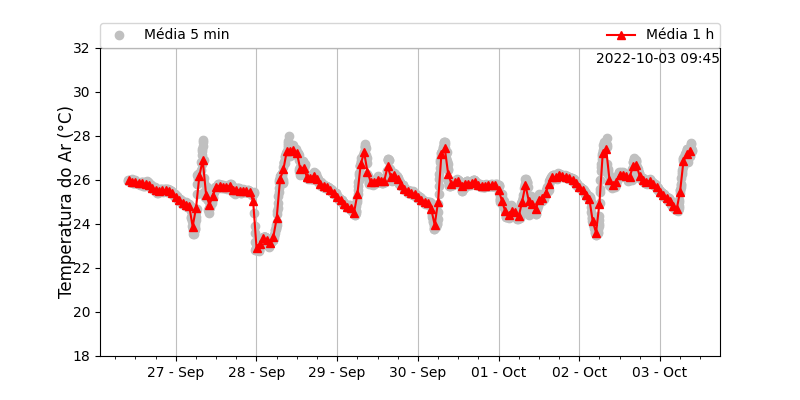 Média 5 min
Média 1 h
2022-10-03 09:45
Temperatura do Ar (°C)
32
30
28
26
24
22
20
18
27 - Sep
28 - Sep
29 - Sep
30 - Sep
01 - Oct
02 - Oct
03 - Oct